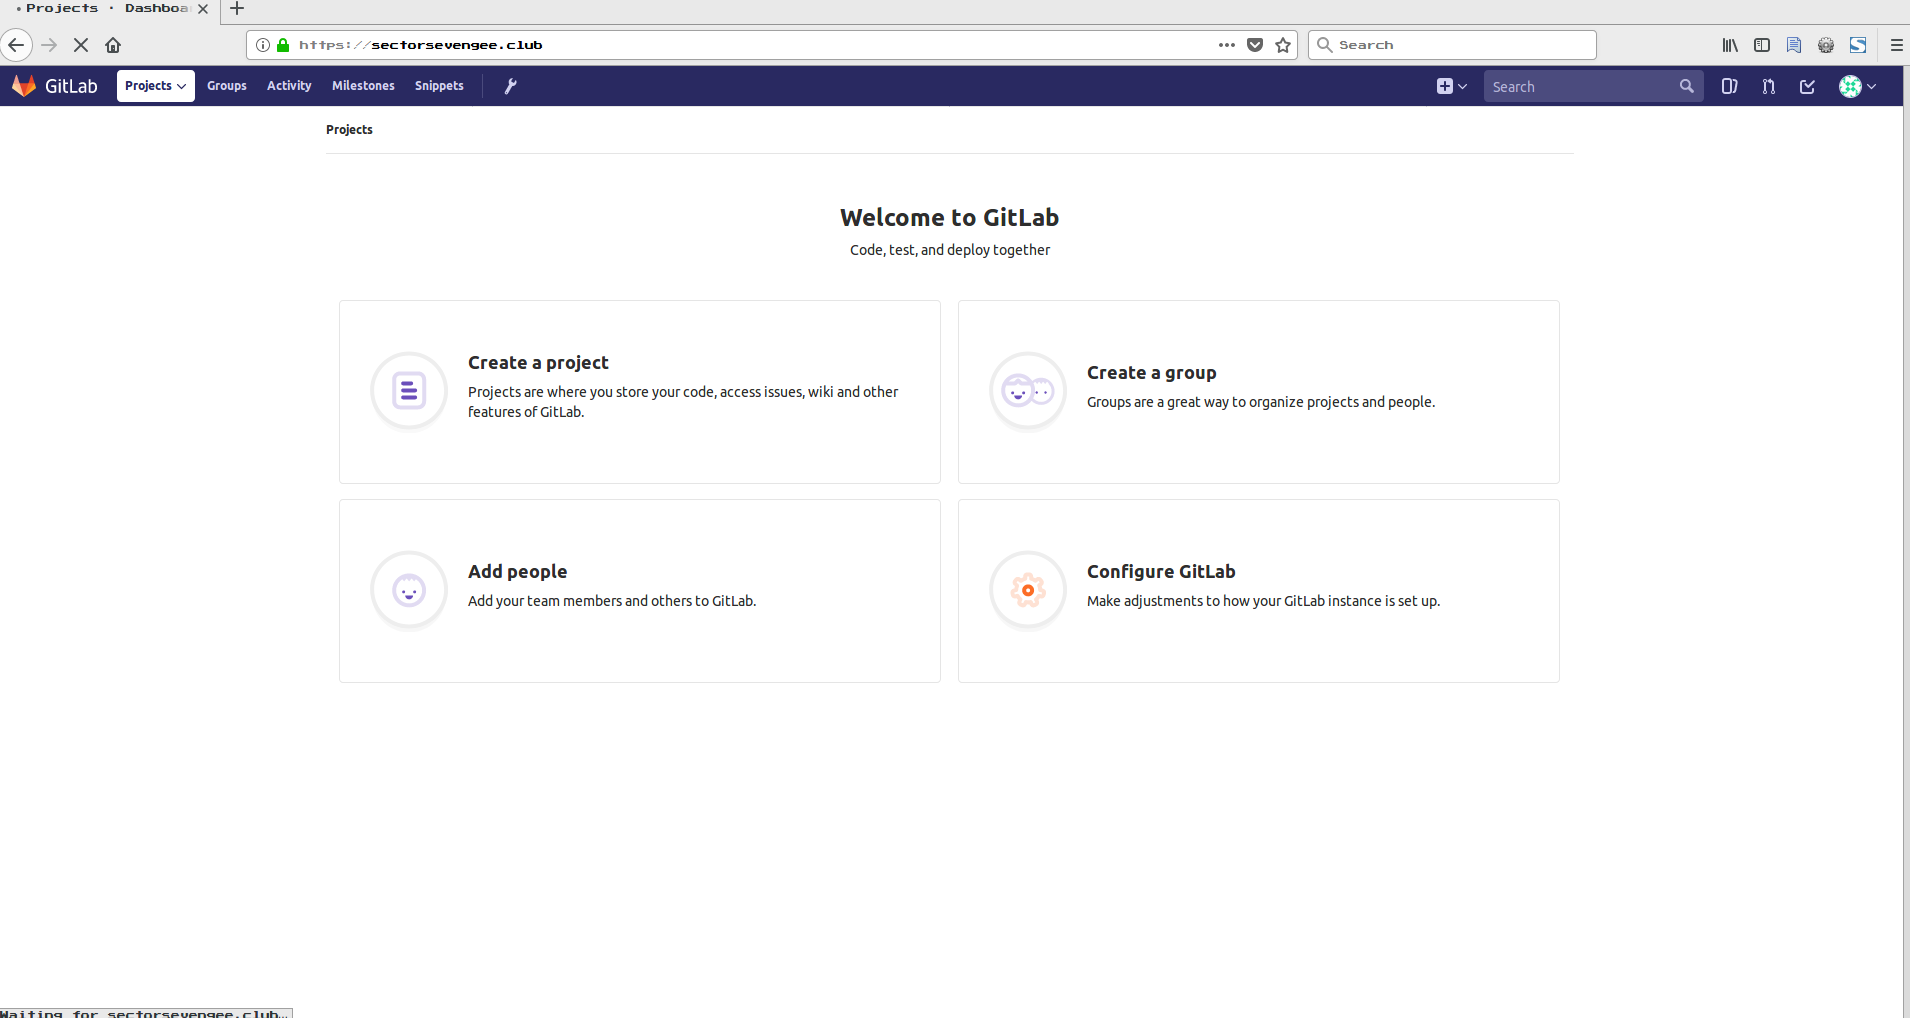 Projects · Dashboa
https://sectorsevengee.club
Search
GitLab Projects Groups Activity Milestones Snippets Search
Projects
Welcome to GitLab
Code, test, and deploy together
Create a project
Projects are where you store your code, access issues, wiki and other
features of GitLab.
Create a group
Groups are a great way to organize projects and people.
Add people
Add your team members and others to GitLab.
Configure GitLab
Make adjustments to how your GitLab instance is set up.
Waiting for sectorsevengee.club…